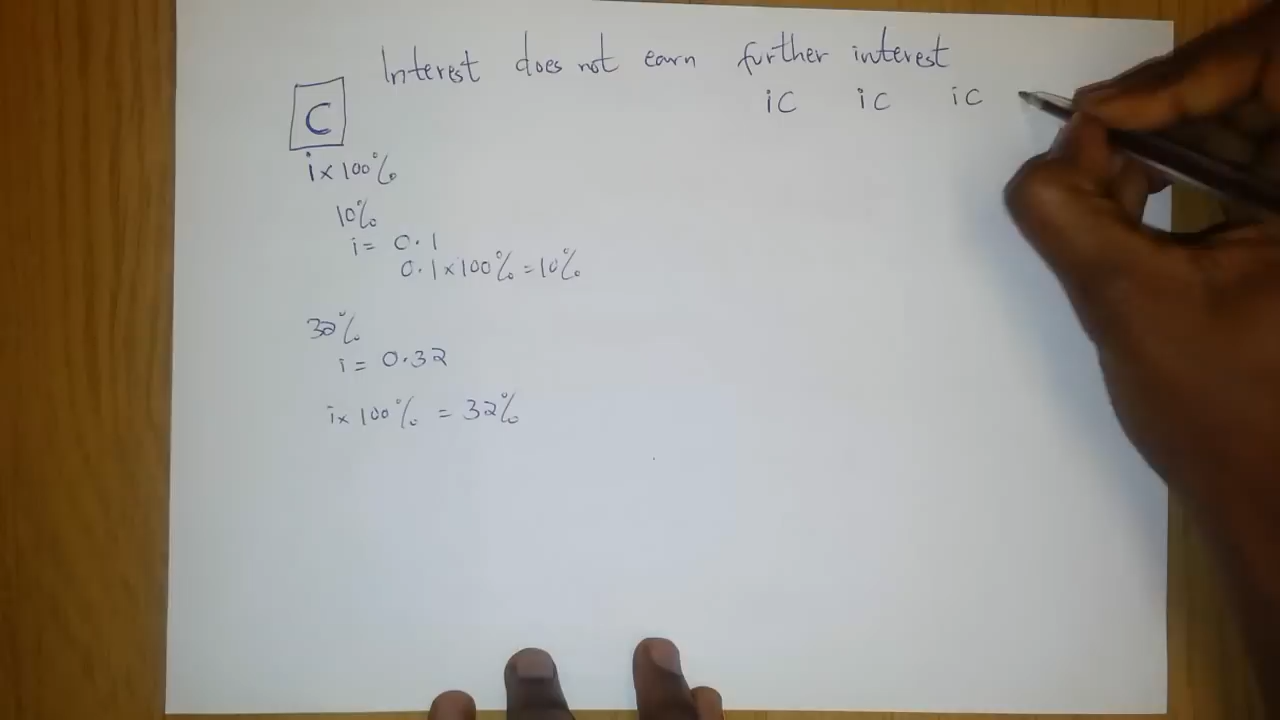 Interest does not earn further interest
iC iC iC
C
i × 100%
10%
i = 0.1
0.1 × 100% = 10%
32%
i = 0.32
i × 100% = 32%